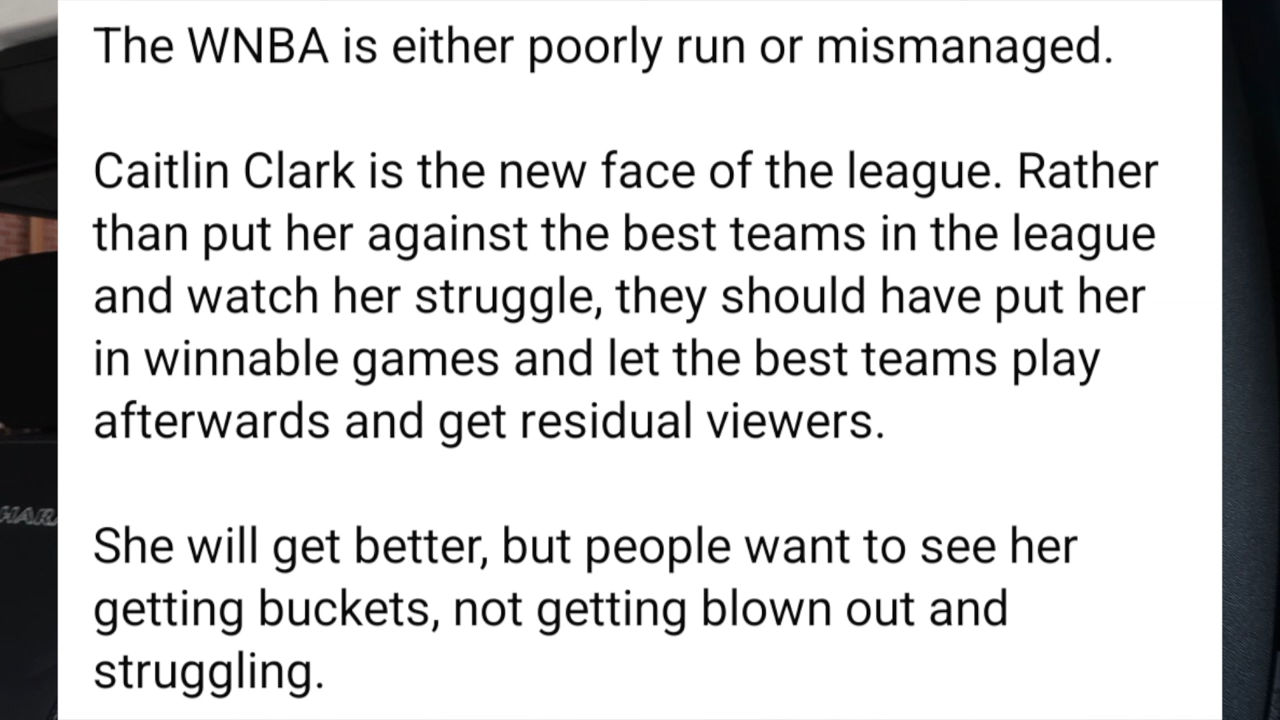 The WNBA is either poorly run or mismanaged.
Caitlin Clark is the new face of the league. Rather
than put her against the best teams in the league
and watch her struggle, they should have put her
in winnable games and let the best teams play
afterwards and get residual viewers.
She will get better, but people want to see her
getting buckets, not getting blown out and
struggling.